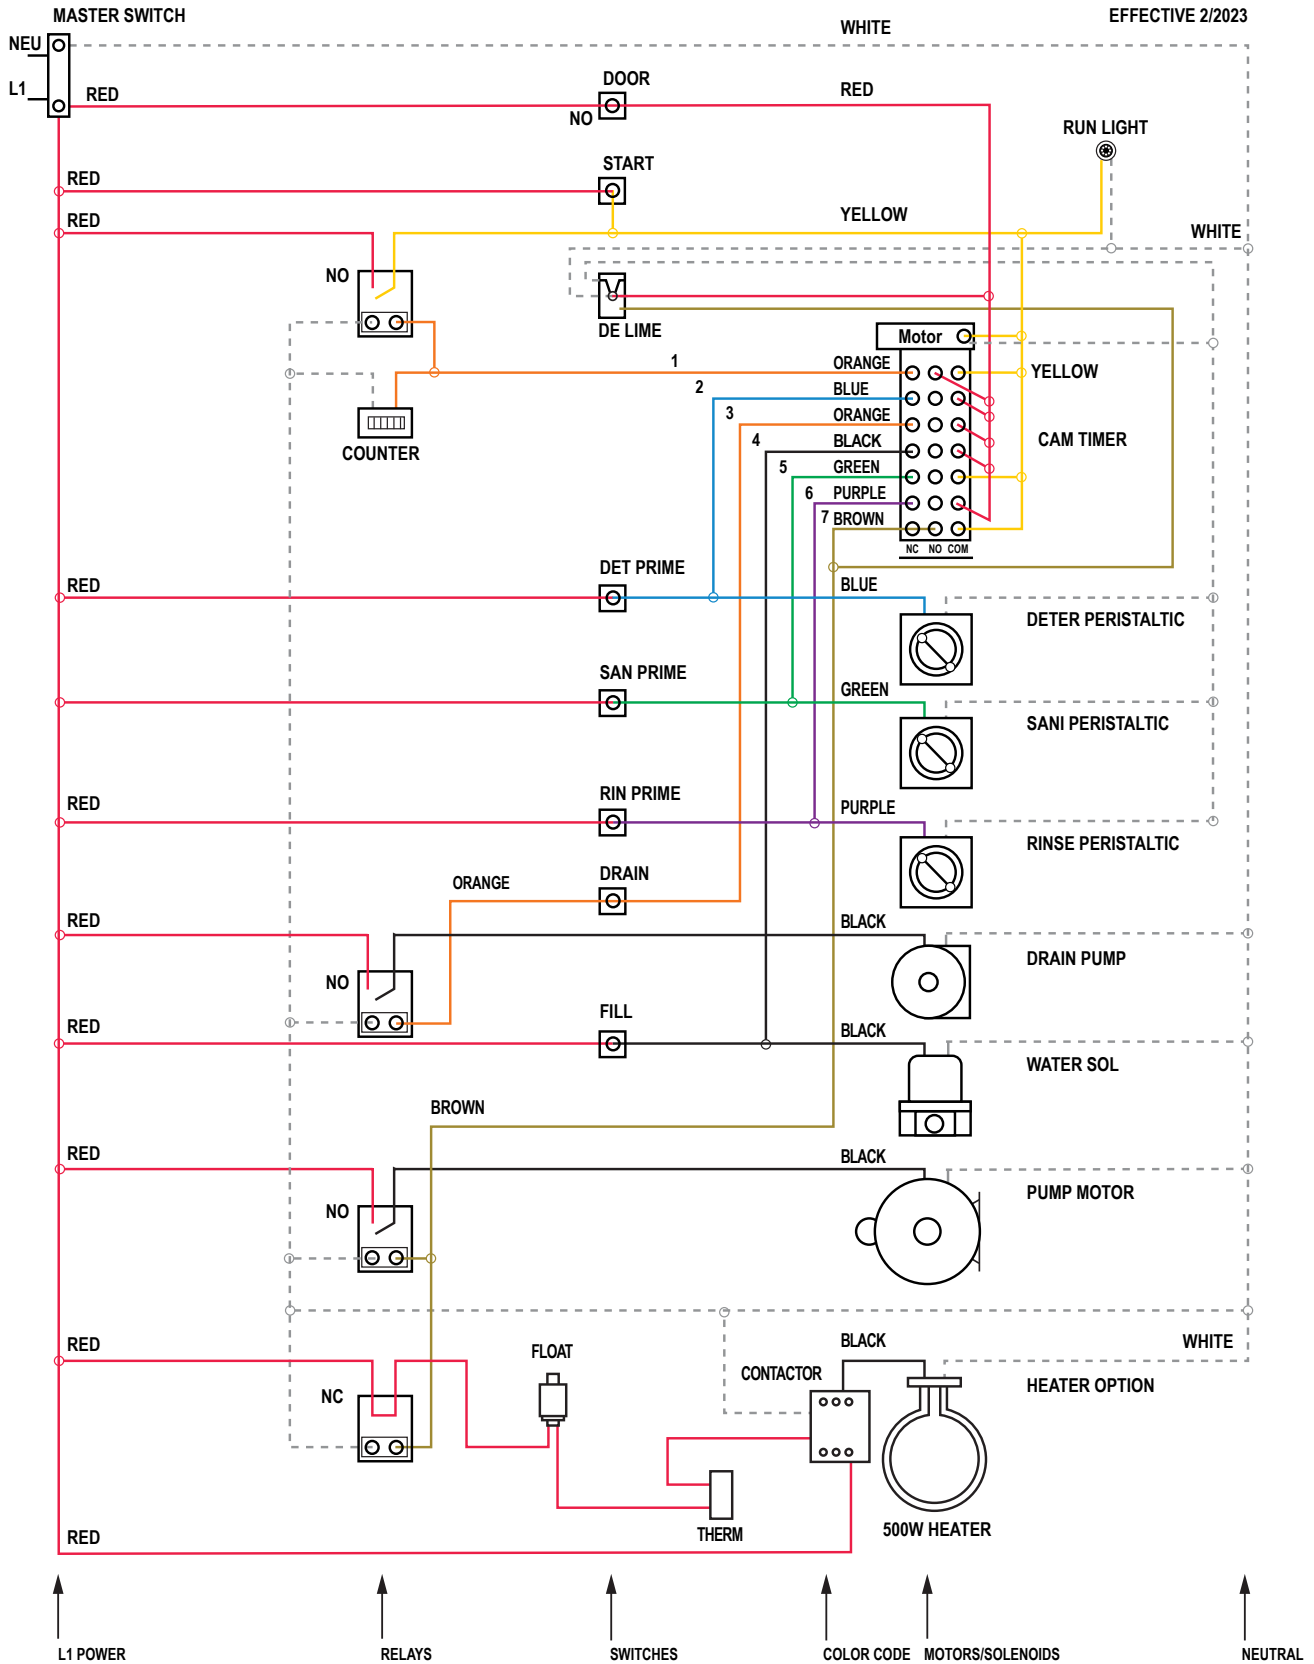 MASTER SWITCH
EFFECTIVE 2/2023
WHITE
NEU
L1
RED
DOOR
NO
RED
RUN LIGHT
RED
START
RED
YELLOW
WHITE
NO
DE LIME
Motor
1
ORANGE
YELLOW
2
BLUE
3
ORANGE
4
BLACK
CAM TIMER
COUNTER
5
GREEN
6
PURPLE
7
BROWN
NC NO COM
RED
DET PRIME
BLUE
DETER PERISTALTIC
SAN PRIME
GREEN
SANI PERISTALTIC
RED
RIN PRIME
PURPLE
RINSE PERISTALTIC
ORANGE
DRAIN
RED
BLACK
NO
DRAIN PUMP
RED
FILL
BLACK
WATER SOL
BROWN
RED
BLACK
NO
PUMP MOTOR
RED
FLOAT
BLACK
WHITE
CONTACTOR
NC
HEATER OPTION
RED
THERM
500W HEATER
L1 POWER
RELAYS
SWITCHES
COLOR CODE
MOTORS/SOLENOIDS
NEUTRAL